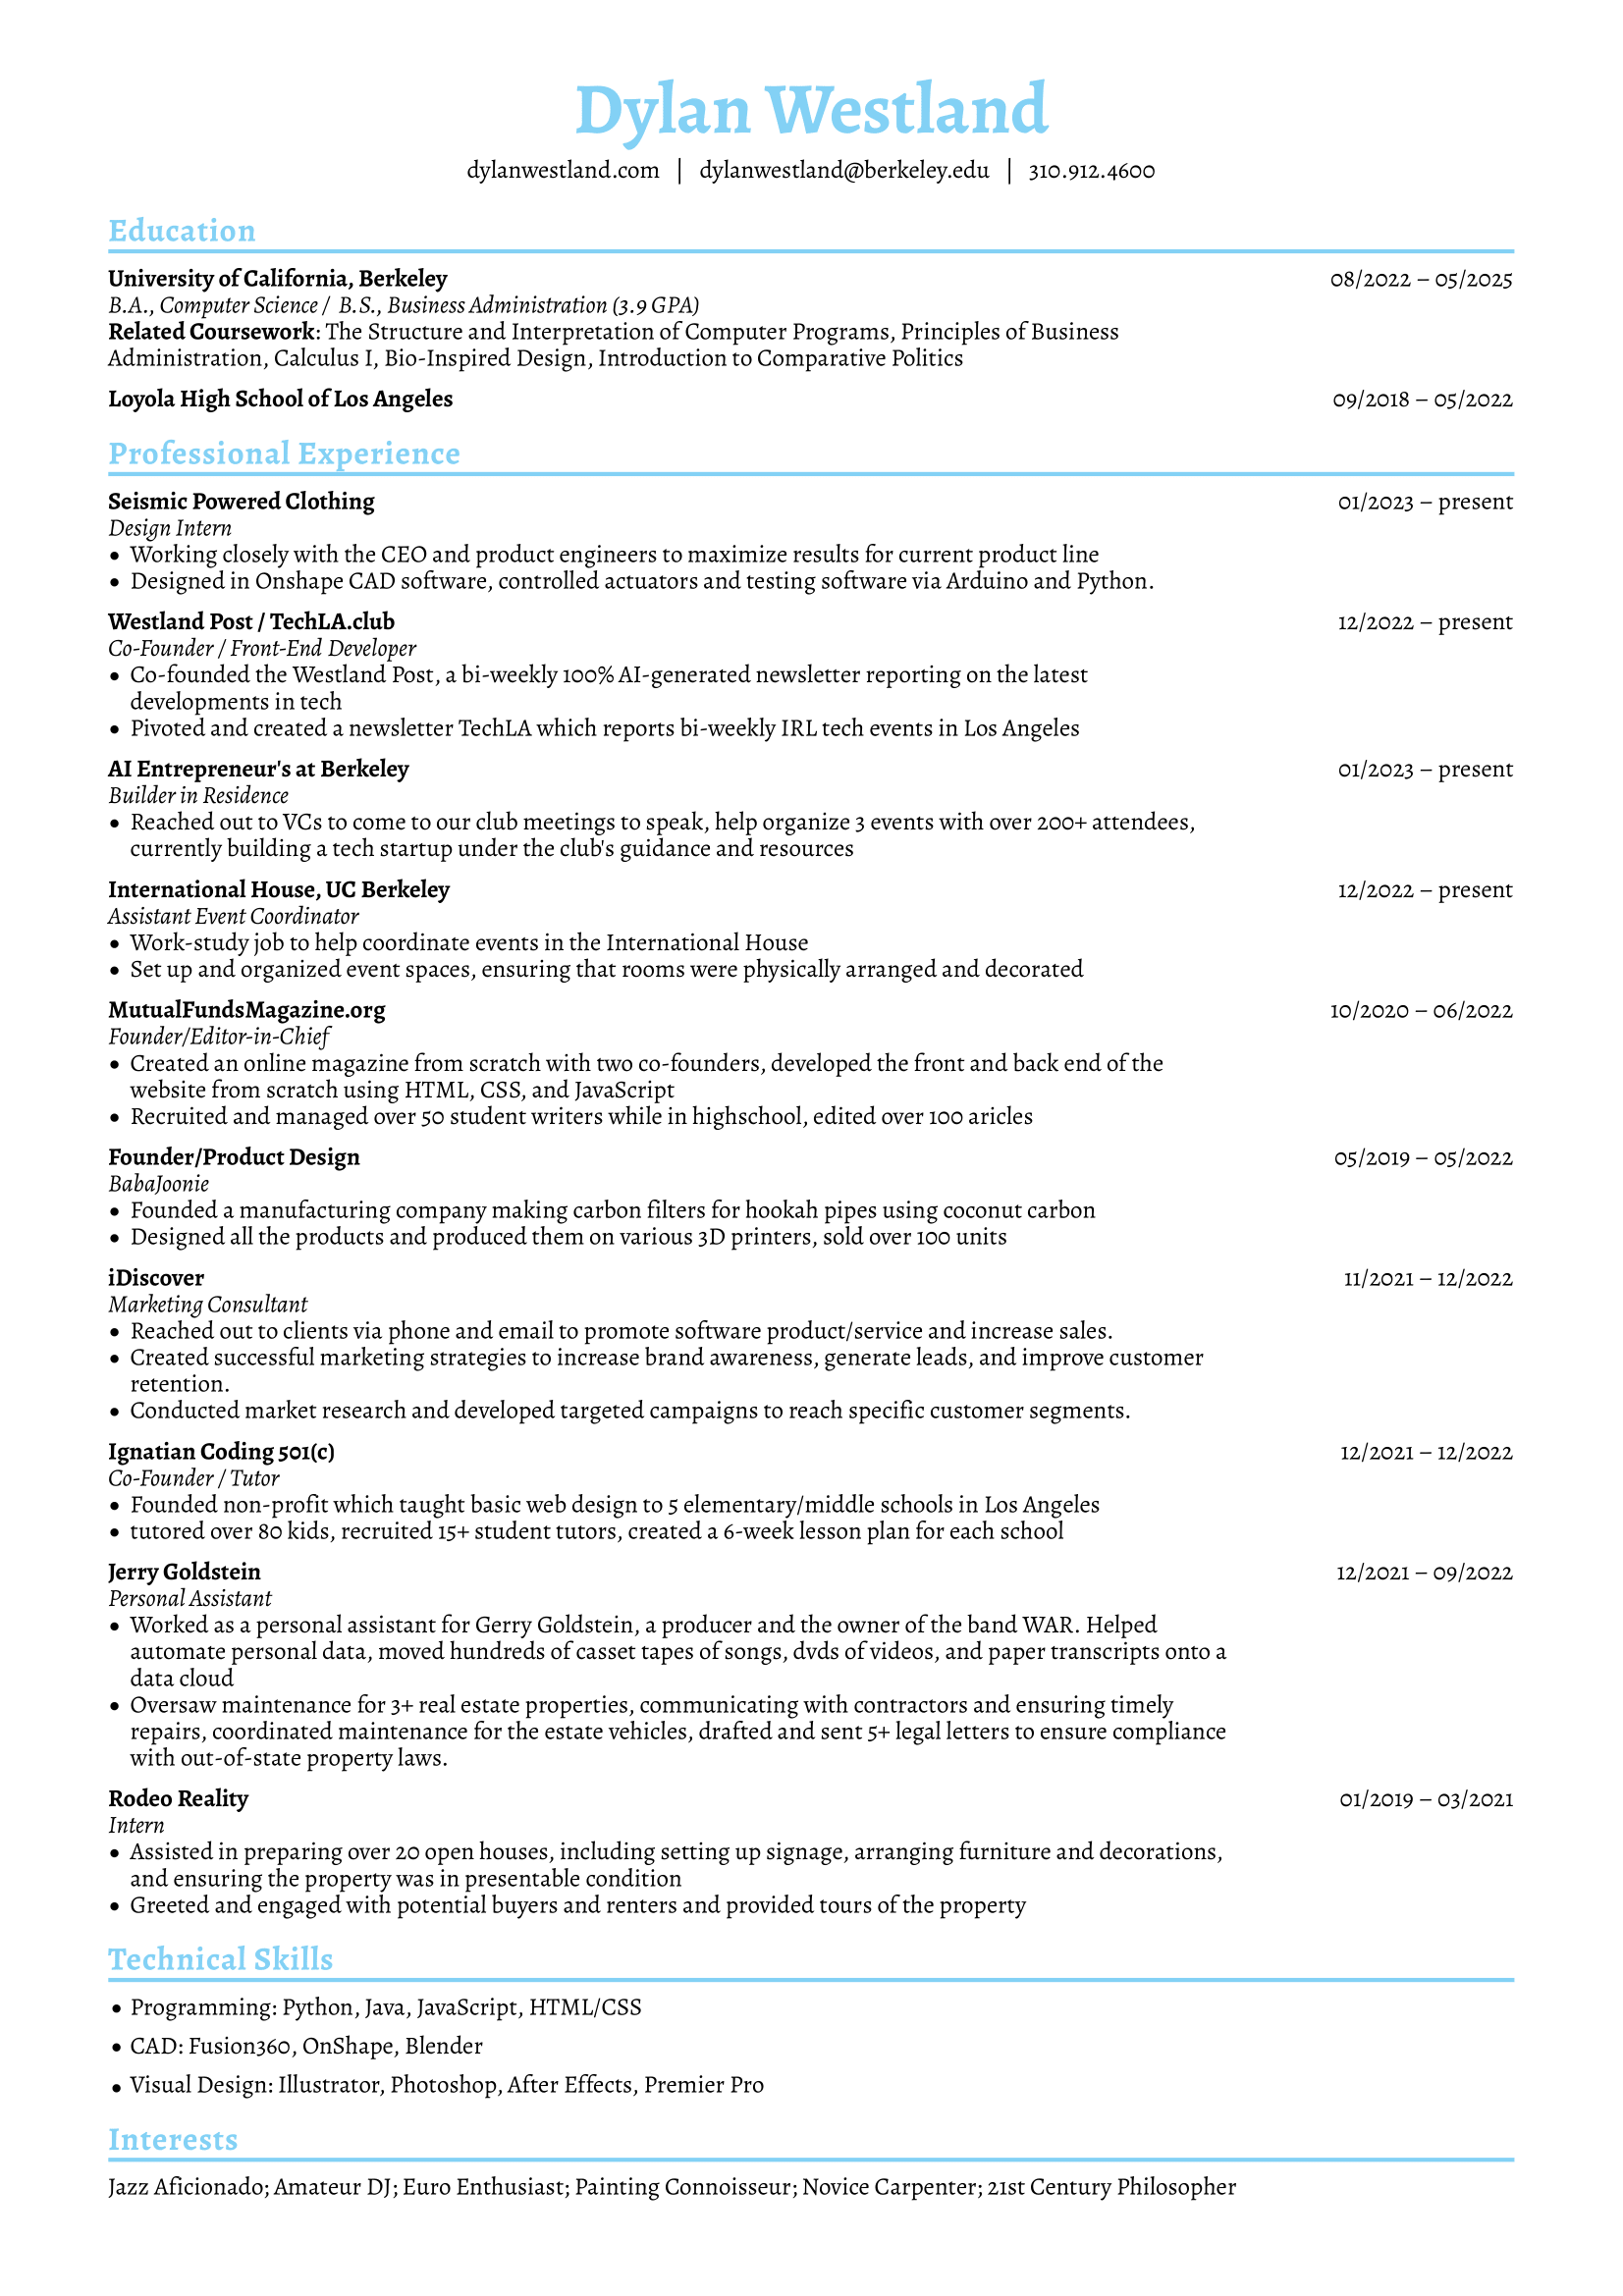 Dylan Westland
dylanwestland.com | dylanwestland@berkeley.edu | 310.912.4600
Education
University of California, Berkeley 08/2022 – 05/2025
B.A., Computer Science / B.S., Business Administration (3.9 GPA)
Related Coursework: The Structure and Interpretation of Computer Programs, Principles of Business
Administration, Calculus I, Bio-Inspired Design, Introduction to Comparative Politics
Loyola High School of Los Angeles 09/2018 – 05/2022
Professional Experience
Seismic Powered Clothing 01/2023 – present
Design Intern
• Working closely with the CEO and product engineers to maximize results for current product line
• Designed in Onshape CAD software, controlled actuators and testing software via Arduino and Python.
Westland Post / TechLA.club 12/2022 – present
Co-Founder / Front-End Developer
• Co-founded the Westland Post, a bi-weekly 100% AI-generated newsletter reporting on the latest
developments in tech
• Pivoted and created a newsletter TechLA which reports bi-weekly IRL tech events in Los Angeles
AI Entrepreneur's at Berkeley 01/2023 – present
Builder in Residence
• Reached out to VCs to come to our club meetings to speak, help organize 3 events with over 200+ attendees,
currently building a tech startup under the club's guidance and resources
International House, UC Berkeley 12/2022 – present
Assistant Event Coordinator
• Work-study job to help coordinate events in the International House
• Set up and organized event spaces, ensuring that rooms were physically arranged and decorated
MutualFundsMagazine.org 10/2020 – 06/2022
Founder/Editor-in-Chief
• Created an online magazine from scratch with two co-founders, developed the front and back end of the
website from scratch using HTML, CSS, and JavaScript
• Recruited and managed over 50 student writers while in highschool, edited over 100 aricles
Founder/Product Design 05/2019 – 05/2022
BabaJoonie
• Founded a manufacturing company making carbon filters for hookah pipes using coconut carbon
• Designed all the products and produced them on various 3D printers, sold over 100 units
iDiscover 11/2021 – 12/2022
Marketing Consultant
• Reached out to clients via phone and email to promote software product/service and increase sales.
• Created successful marketing strategies to increase brand awareness, generate leads, and improve customer
retention.
• Conducted market research and developed targeted campaigns to reach specific customer segments.
Ignatian Coding 501(c) 12/2021 – 12/2022
Co-Founder / Tutor
• Founded non-profit which taught basic web design to 5 elementary/middle schools in Los Angeles
• tutored over 80 kids, recruited 15+ student tutors, created a 6-week lesson plan for each school
Jerry Goldstein 12/2021 – 09/2022
Personal Assistant
• Worked as a personal assistant for Gerry Goldstein, a producer and the owner of the band WAR. Helped
automate personal data, moved hundreds of casset tapes of songs, dvds of videos, and paper transcripts onto a
data cloud
• Oversaw maintenance for 3+ real estate properties, communicating with contractors and ensuring timely
repairs, coordinated maintenance for the estate vehicles, drafted and sent 5+ legal letters to ensure compliance
with out-of-state property laws.
Rodeo Reality 01/2019 – 03/2021
Intern
• Assisted in preparing over 20 open houses, including setting up signage, arranging furniture and decorations,
and ensuring the property was in presentable condition
• Greeted and engaged with potential buyers and renters and provided tours of the property
Technical Skills
• Programming: Python, Java, JavaScript, HTML/CSS
• CAD: Fusion360, OnShape, Blender
• Visual Design: Illustrator, Photoshop, After Effects, Premier Pro
Interests
Jazz Aficionado; Amateur DJ; Euro Enthusiast; Painting Connoisseur; Novice Carpenter; 21st Century Philosopher